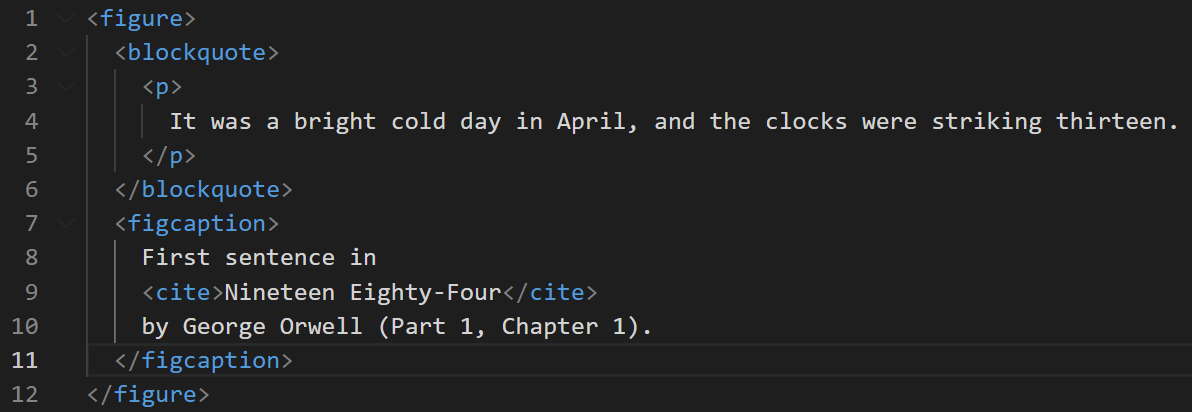 1 <figure>
2   <blockquote>
3     <p>
4       It was a bright cold day in April, and the clocks were striking thirteen.
5     </p>
6   </blockquote>
7   <figcaption>
8     First sentence in
9     <cite>Nineteen Eighty-Four</cite>
10     by George Orwell (Part 1, Chapter 1).
11   </figcaption>
12 </figure>